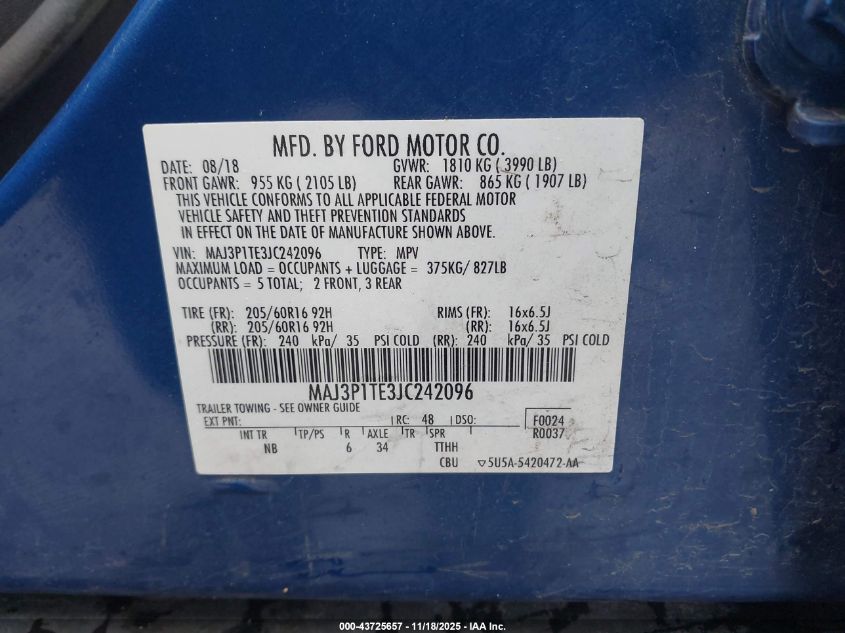 MFD. BY FORD MOTOR CO.
DATE: 08/18 GVWR: 1810 KG ( 3990 LB)
FRONT GAWR: 955 KG ( 2105 LB) REAR GAWR: 865 KG ( 1907 LB)
THIS VEHICLE CONFORMS TO ALL APPLICABLE FEDERAL MOTOR
VEHICLE SAFETY AND THEFT PREVENTION STANDARDS
IN EFFECT ON THE DATE OF MANUFACTURE SHOWN ABOVE.
VIN: MAJ3P1TE3JC242096 TYPE: MPV
MAXIMUM LOAD = OCCUPANTS + LUGGAGE = 375KG/ 827LB
OCCUPANTS = 5 TOTAL; 2 FRONT, 3 REAR
TIRE (FR): 205/60R16 92H RIMS (FR): 16x6.5J
(RR): 205/60R16 92H (RR): 16x6.5J
PRESSURE (FR): 240 kPa/ 35 PSI COLD (RR): 240 kPa/ 35 PSI COLD
MAJ3P1TE3JC242096
TRAILER TOWING - SEE OWNER GUIDE
EXT PNT: RC: 48 DSO: F0024
INT TR TP/PS R AXLE TR SPR R0037
NB 6 34 TTHH
CBU 5U5A-5420472-AA
000-43725657 - 11/18/2025 - IAA Inc.